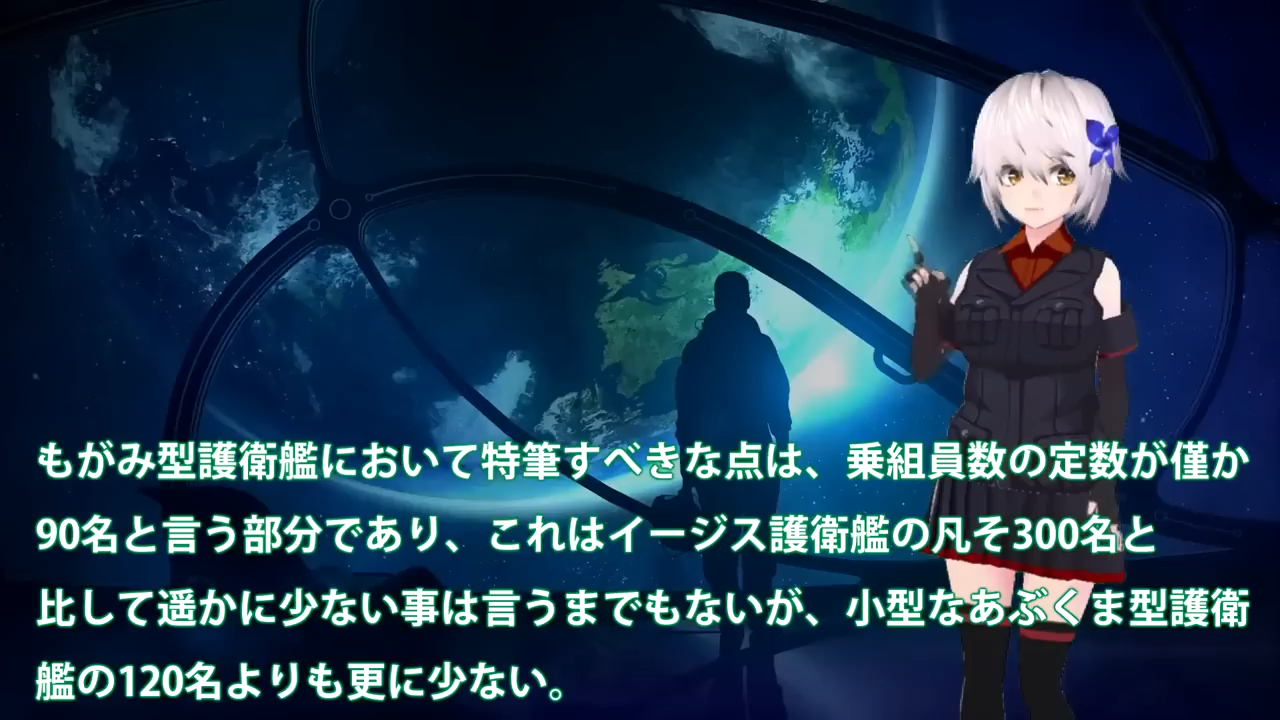 もがみ型護衛艦において特筆すべきな点は、乗組員数の定数が僅か
90名と言う部分であり、これはイージス護衛艦の凡そ300名と
比して遥かに少ない事は言うまでもないが、小型なあぶくま型護衛
艦の120名よりも更に少ない。